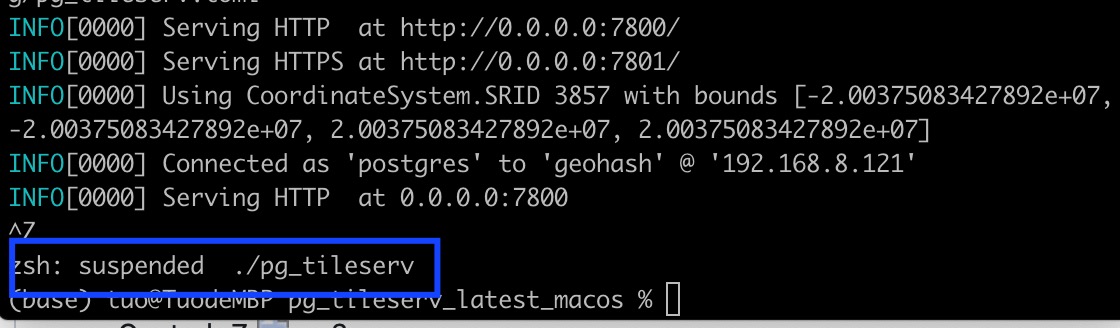 INFO[0000] Serving HTTP  at http://0.0.0.0:7800/
INFO[0000] Serving HTTPS at http://0.0.0.0:7801/
INFO[0000] Using CoordinateSystem.SRID 3857 with bounds [-2.00375083427892e+07,
-2.00375083427892e+07, 2.00375083427892e+07, 2.00375083427892e+07]
INFO[0000] Connected as 'postgres' to 'geohash' @ '192.168.8.121'
INFO[0000] Serving HTTP  at 0.0.0.0:7800
^Z
zsh: suspended  ./pg_tileserv
(base) tuo@TuodeMBP pg_tileserv_latest_macos %